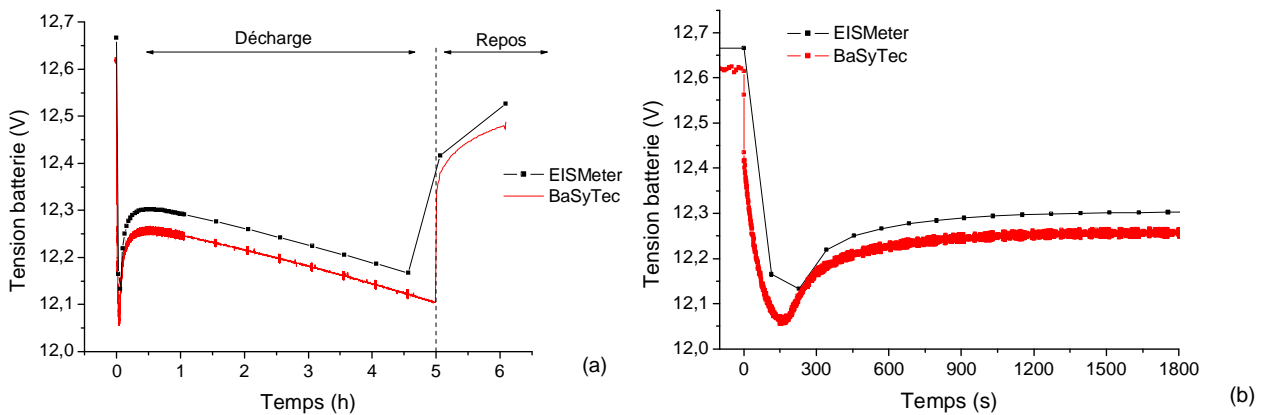 12,7
12,6
12,5
12,4
12,3
12,2
12,1
12,0
Tension batterie (V)
Décharge
Repos
EISMeter
BaSyTec
0 1 2 3 4 5 6
Temps (h)
(a)
12,7
12,6
12,5
12,4
12,3
12,2
12,1
12,0
Tension batterie (V)
EISMeter
BaSyTec
0 300 600 900 1200 1500 1800
Temps (s)
(b)